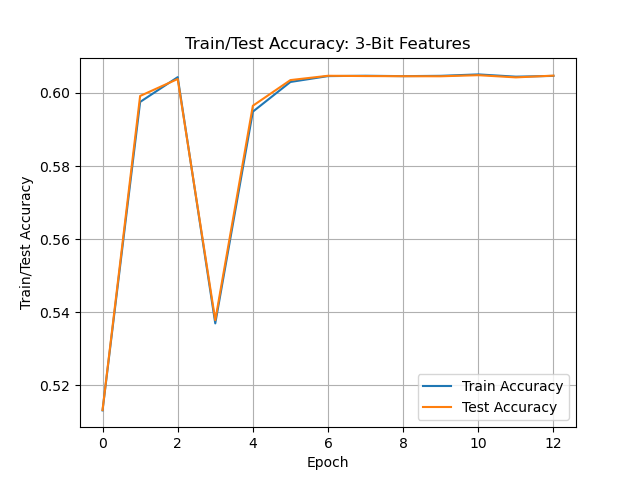 Train/Test Accuracy: 3-Bit Features
Train/Test Accuracy
0.60
0.58
0.56
0.54
0.52
Train Accuracy
Test Accuracy
0 2 4 6 8 10 12
Epoch